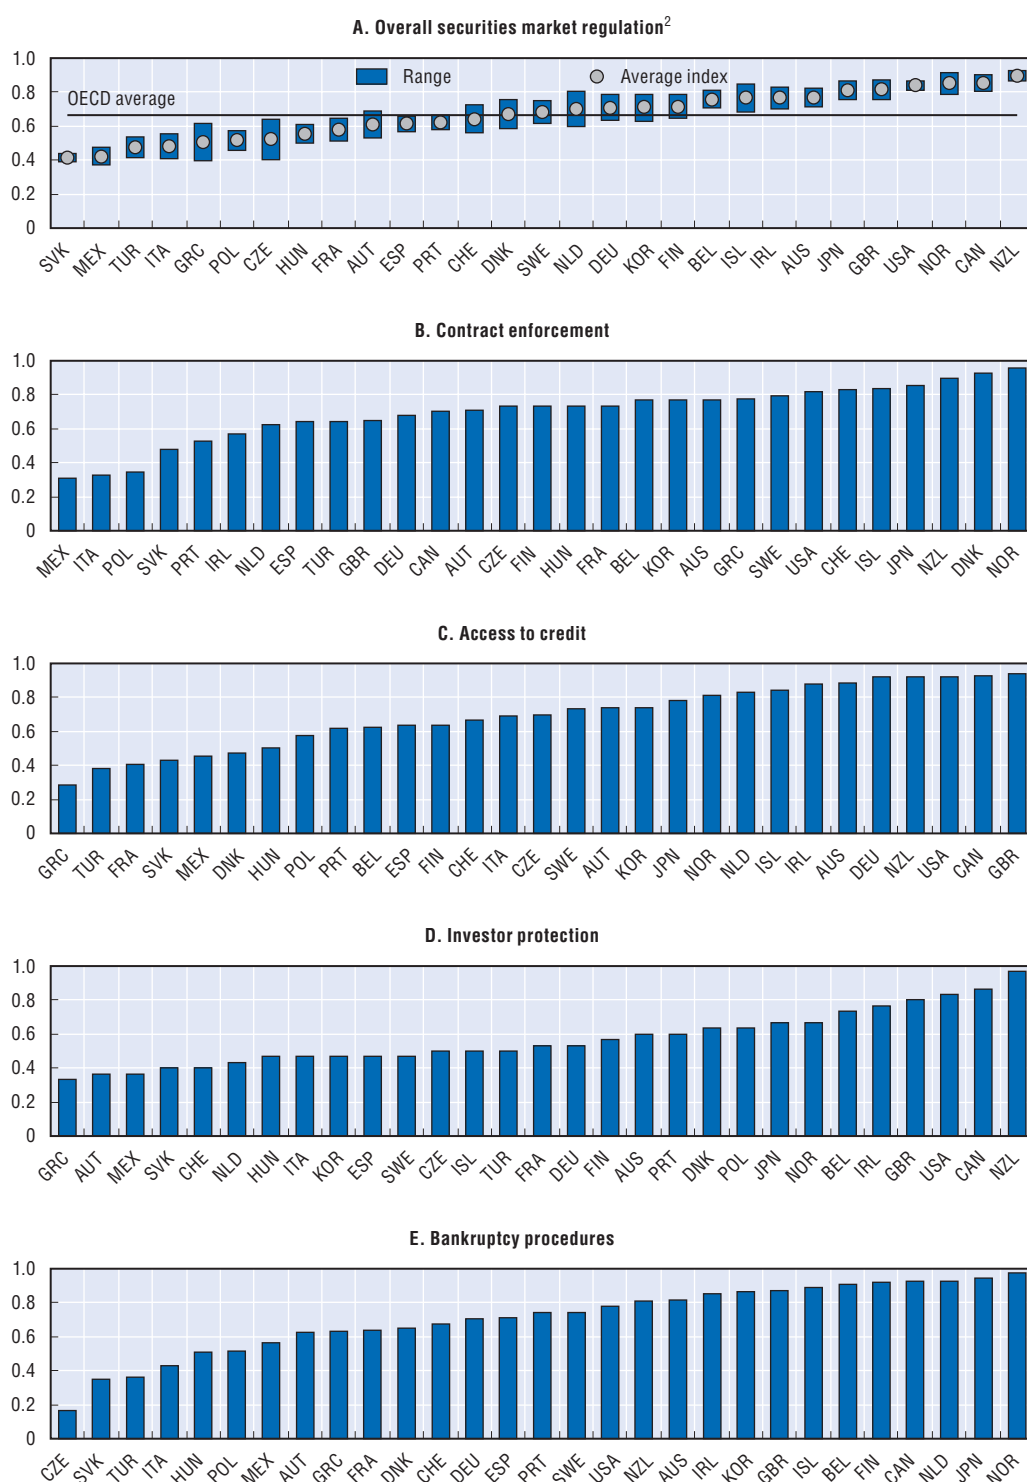 A. Overall securities market regulation2
1.0
Range
Average index
0.8
OECD average
0.6
0.4
0.2
0
SVK MEX TUR ITA GRC POL CZE HUN FRA AUT ESP PRT CHE DNK SWE NLD DEU KOR FIN BEL ISL IRL AUS JPN GBR USA NOR CAN NZL
B. Contract enforcement
1.0
0.8
0.6
0.4
0.2
0
MEX ITA POL SVK PRT IRL NLD ESP TUR GBR DEU CAN AUT CZE FIN HUN FRA BEL KOR AUS GRC SWE USA CHE ISL JPN NZL DNK NOR
C. Access to credit
1.0
0.8
0.6
0.4
0.2
0
GRC TUR FRA SVK MEX DNK HUN POL PRT BEL ESP FIN CHE ITA CZE SWE AUT KOR JPN NOR NLD ISL IRL AUS DEU NZL USA CAN GBR
D. Investor protection
1.0
0.8
0.6
0.4
0.2
0
GRC AUT MEX SVK CHE NLD HUN ITA KOR ESP SWE CZE ISL TUR FRA DEU FIN AUS PRT DNK POL JPN NOR BEL IRL GBR USA CAN NZL
E. Bankruptcy procedures
1.0
0.8
0.6
0.4
0.2
0
CZE SVK TUR ITA HUN POL MEX AUT GRC FRA DNK CHE DEU ESP PRT SWE USA NZL AUS IRL KOR GBR ISL BEL FIN CAN NLD JPN NOR